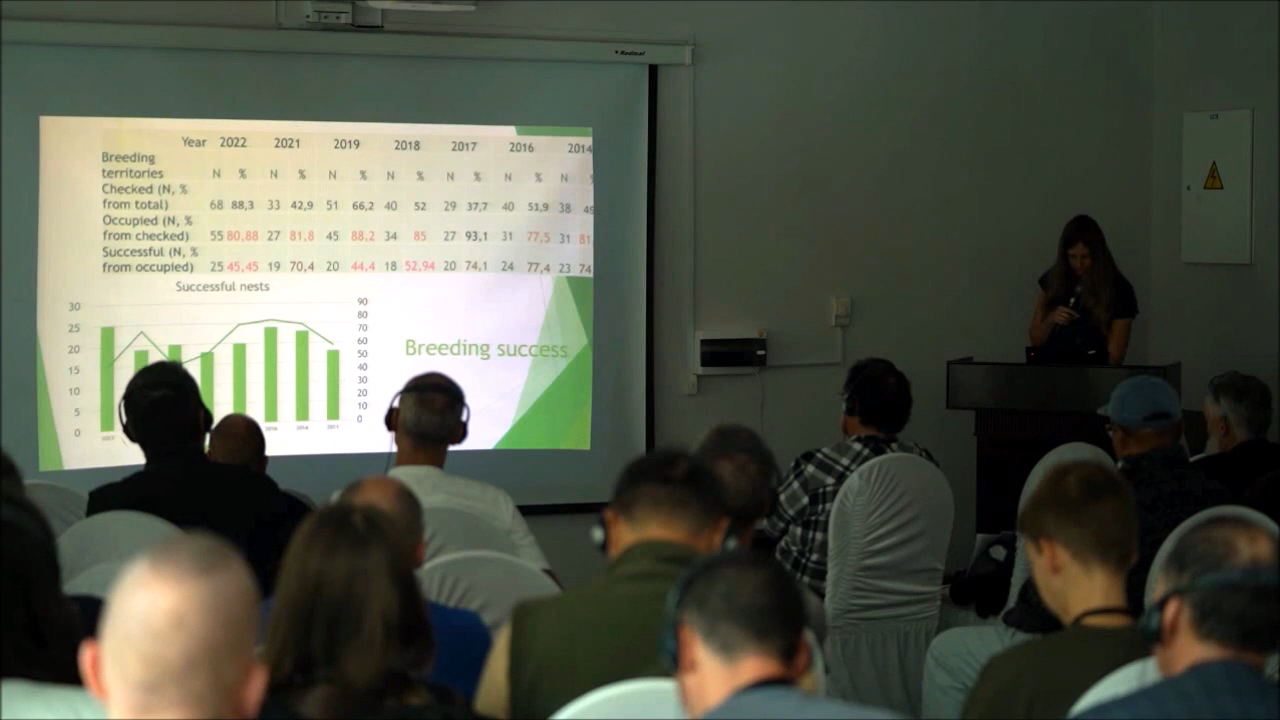 Radical
Year 2022 2021 2019 2018 2017 2016 2014
Breeding
territories N % N % N % N % N % N % N %
Checked (N, %
from total) 68 88,3 33 42,9 51 66,2 40 52 29 37,7 40 51,9 38 49
Occupied (N, %
from checked) 55 80,88 27 81,8 45 88,2 34 85 27 93,1 31 77,5 31 81
Successful (N, %
from occupied) 25 45,45 19 70,4 20 44,4 18 52,94 20 74,1 24 77,4 23 74
Successful nests
30
25
20
15
10
5
0
90
80
70
60
50
40
30
20
10
0
Breeding success